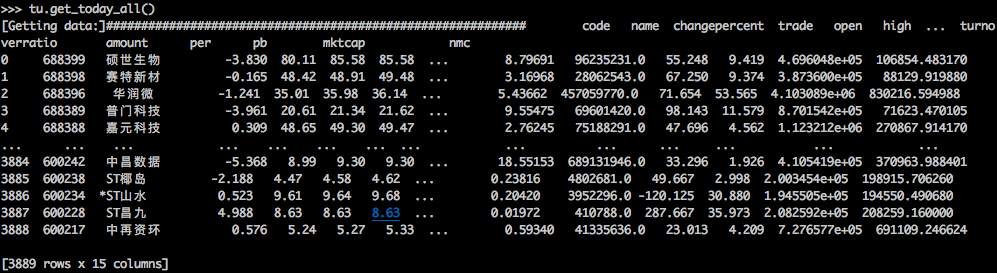 >>> tu.get_today_all()
[Getting data:]############################################################       code   name  changepercent  trade   open   high  ...  turno
verratio      amount      per      pb        mktcap            nmc
0     688399   硕世生物         -3.830  80.11  85.58  85.58  ...        8.79691   96235231.0   55.248   9.419  4.696048e+05  106854.483170
1     688398   赛特新材         -0.165  48.42  48.91  49.48  ...        3.16968   28062543.0   67.250   9.374  3.873600e+05   88129.919880
2     688396    华润微         -1.241  35.01  35.98  36.14  ...        5.43662  457059770.0   71.654  53.565  4.103089e+06  830216.594988
3     688389   普门科技         -3.961  20.61  21.34  21.62  ...        9.55475   69601420.0   98.143  11.579  8.701542e+05   71623.470105
4     688388   嘉元科技          0.309  48.65  49.30  49.47  ...        2.76245   75188291.0   47.696   4.562  1.123212e+06  270867.914170
...      ...    ...            ...    ...    ...    ...  ...            ...          ...      ...     ...           ...            ...
3884  600242   中昌数据         -5.368   8.99   9.30   9.30  ...       18.55153  689131946.0   33.296   1.926  4.105419e+05  370963.988401
3885  600238   ST椰岛         -2.188   4.47   4.58   4.62  ...        0.23816    4802681.0   49.667   2.998  2.003454e+05  198915.706260
3886  600234  *ST山水          0.523   9.61   9.64   9.68  ...        0.20420    3952296.0 -120.125  30.880  1.945505e+05  194550.490680
3887  600228   ST昌九          4.988   8.63   8.63   8.63  ...        0.01972     410788.0  287.667  35.973  2.082592e+05  208259.160000
3888  600217   中再资环          0.576   5.24   5.27   5.33  ...        0.59340   41335636.0   23.013   4.209  7.276577e+05  691109.246624
[3889 rows x 15 columns]